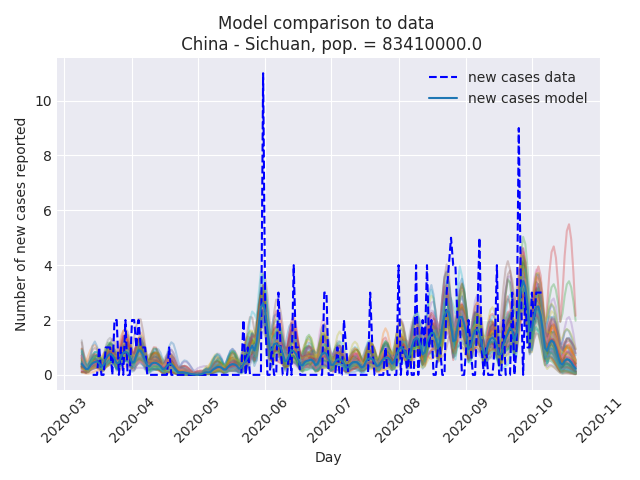 Model comparison to data
China - Sichuan, pop. = 83410000.0
new cases data
new cases model
Number of new cases reported
10
8
6
4
2
0
2020-03
2020-04
2020-05
2020-06
2020-07
2020-08
2020-09
2020-10
2020-11
Day